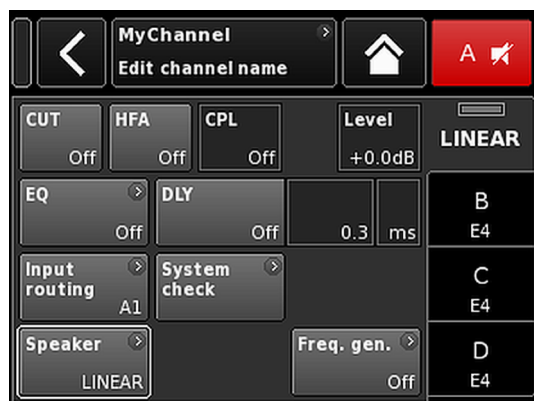 MyChannel
Edit channel name
A
CUT
Off
HFA
Off
CPL
Off
Level
+0.0dB
LINEAR
EQ
Off
DLY
Off
0.3
ms
B
E4
Input
routing
A1
System
check
C
E4
Speaker
LINEAR
Freq. gen.
Off
D
E4